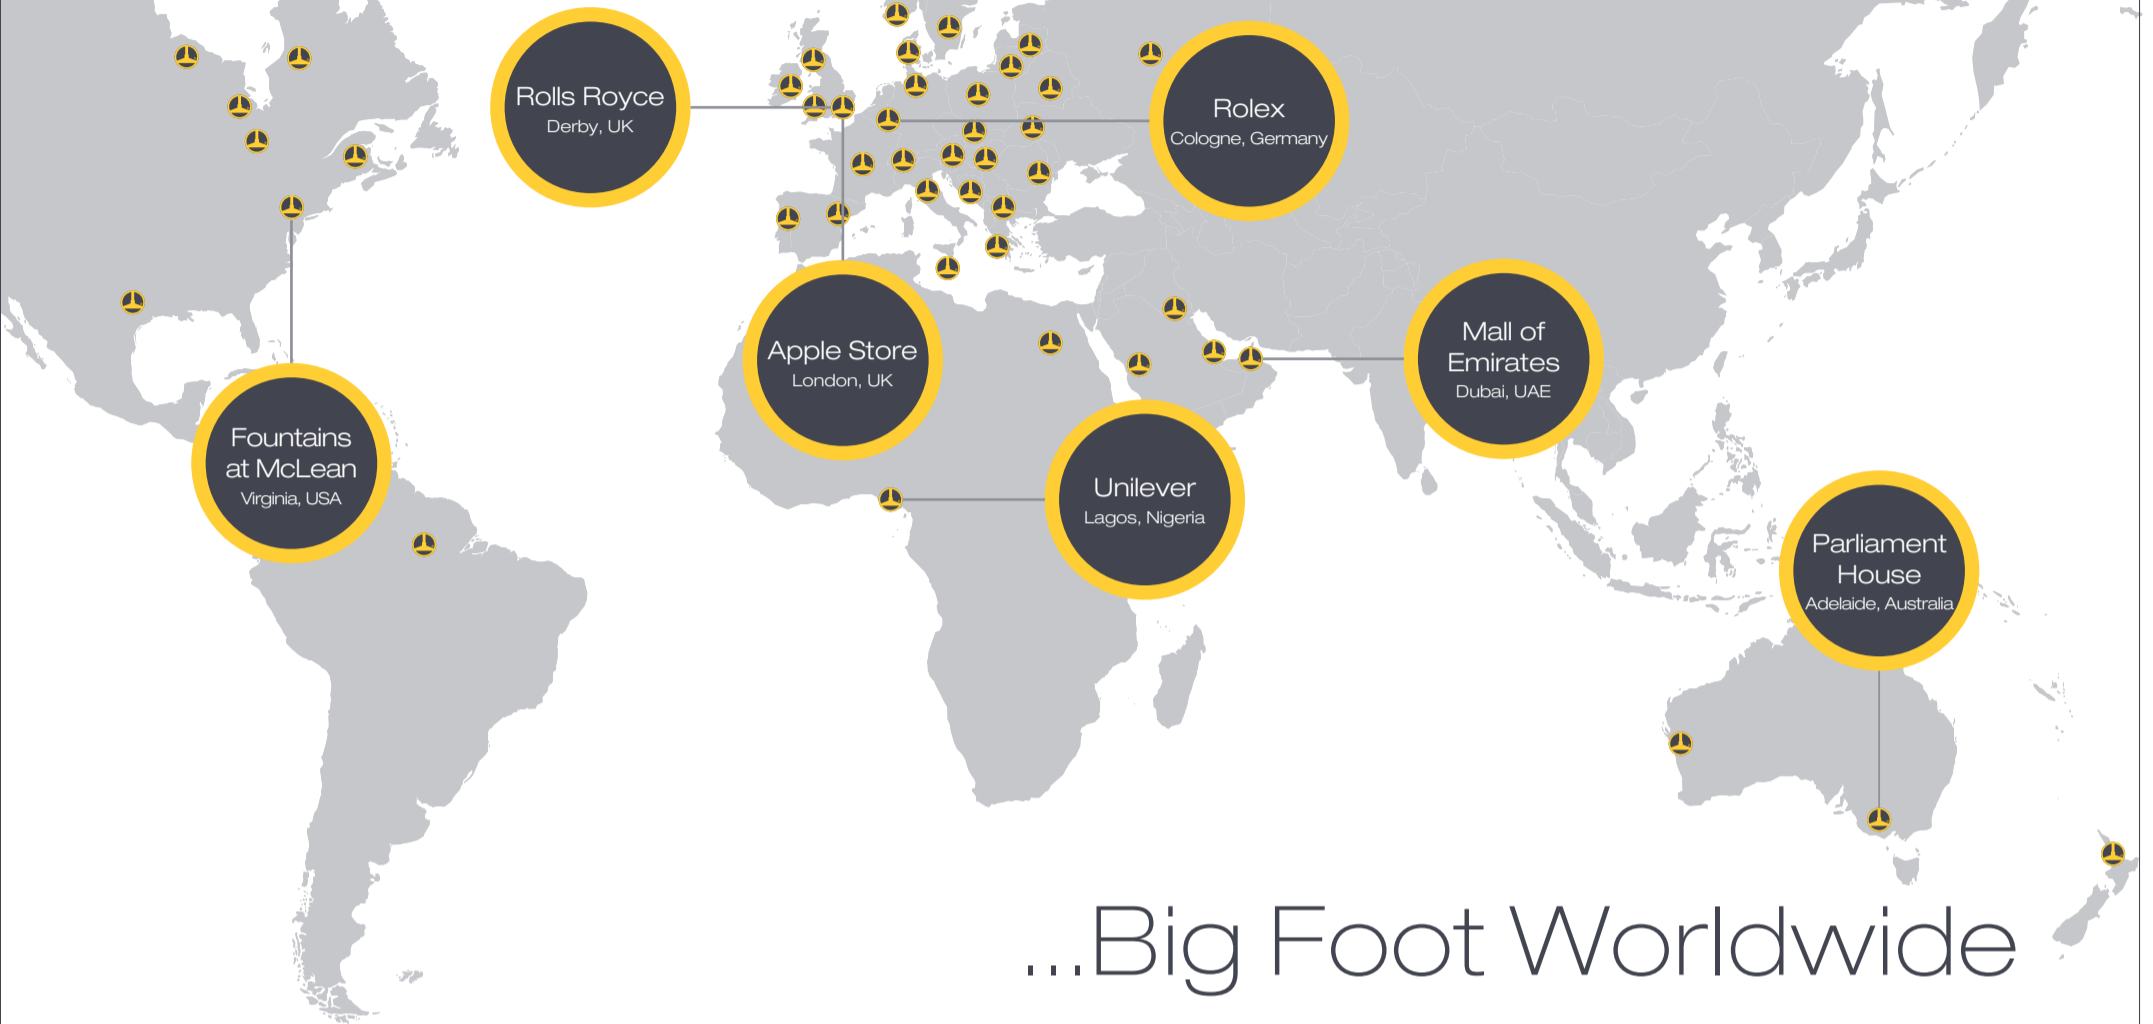 Rolls Royce
Derby, UK
Rolex
Cologne, Germany
Apple Store
London, UK
Mall of
Emirates
Dubai, UAE
Fountains
at McLean
Virginia, USA
Unilever
Lagos, Nigeria
Parliament
House
Adelaide, Australia
...Big Foot Worldwide